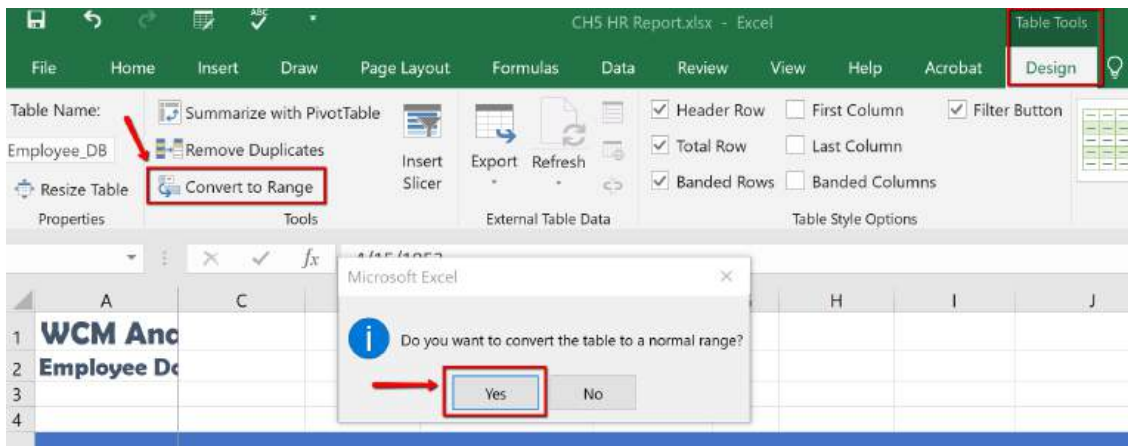 ABC
CH5 HR Report.xlsx - Excel
Table Tools
File Home Insert Draw Page Layout Formulas Data Review View Help Acrobat Design
Table Name:
Employee_DB
Resize Table
Properties
Summarize with PivotTable
Remove Duplicates
Convert to Range
Tools
Insert
Slicer
Export Refresh
External Table Data
Header Row First Column Filter Button
Total Row Last Column
Banded Rows Banded Columns
Table Style Options
fx
A C H I J
1 WCM
2 Employee
3
4
Microsoft Excel
Do you want to convert the table to a normal range?
Yes No